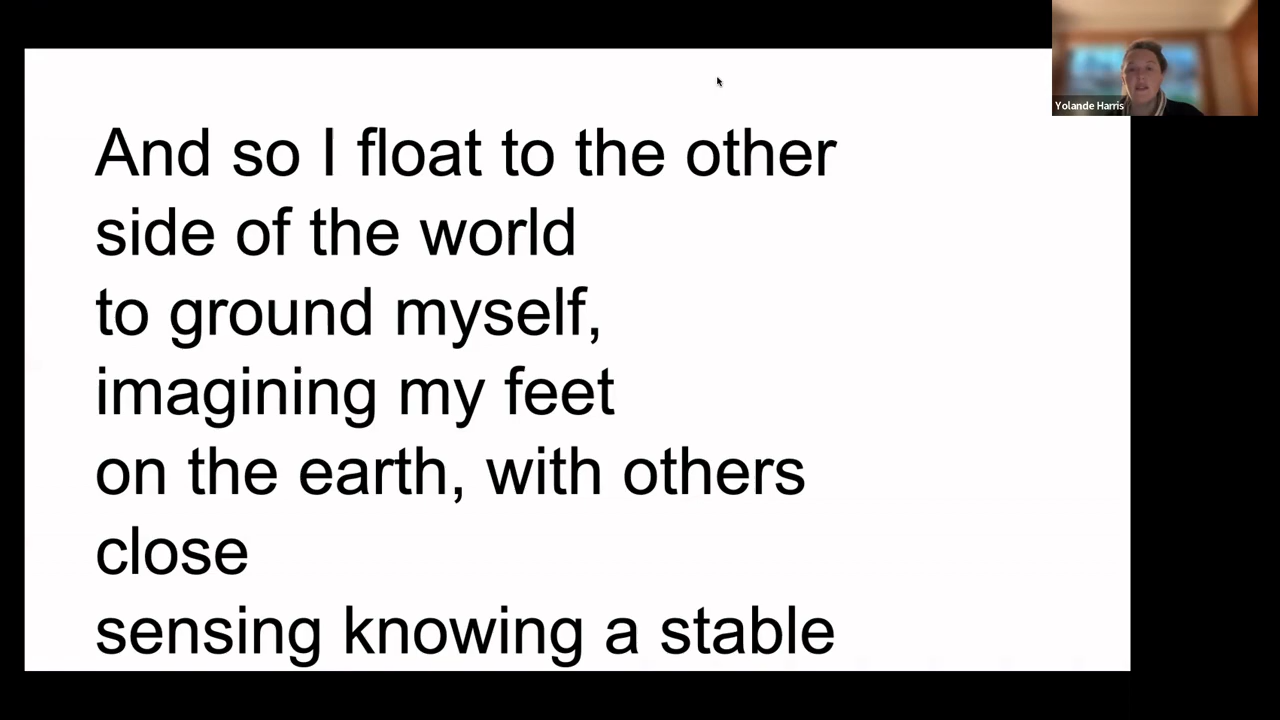 And so I float to the other
side of the world
to ground myself,
imagining my feet
on the earth, with others
close
sensing knowing a stable
Yolande Harris